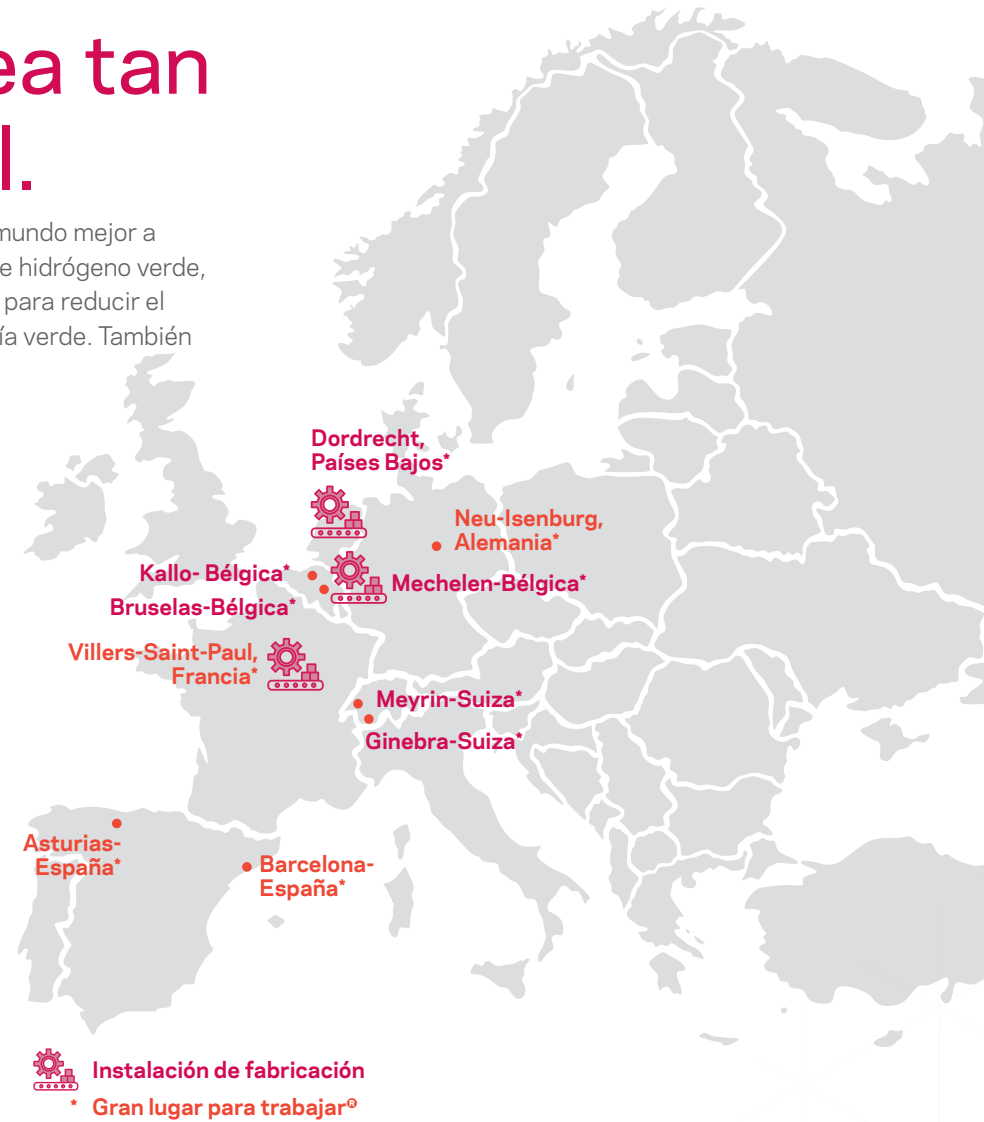 ea tan
l.
mundo mejor a
e hidrógeno verde,
para reducir el
ía verde. También
Dordrecht,
Países Bajos*
Neu-Isenburg,
Alemania*
Kallo- Bélgica*
Mechelen-Bélgica*
Bruselas-Bélgica*
Villers-Saint-Paul,
Francia*
Meyrin-Suiza*
Ginebra-Suiza*
Asturias-
España*
Barcelona-
España*
Instalación de fabricación
* Gran lugar para trabajar®